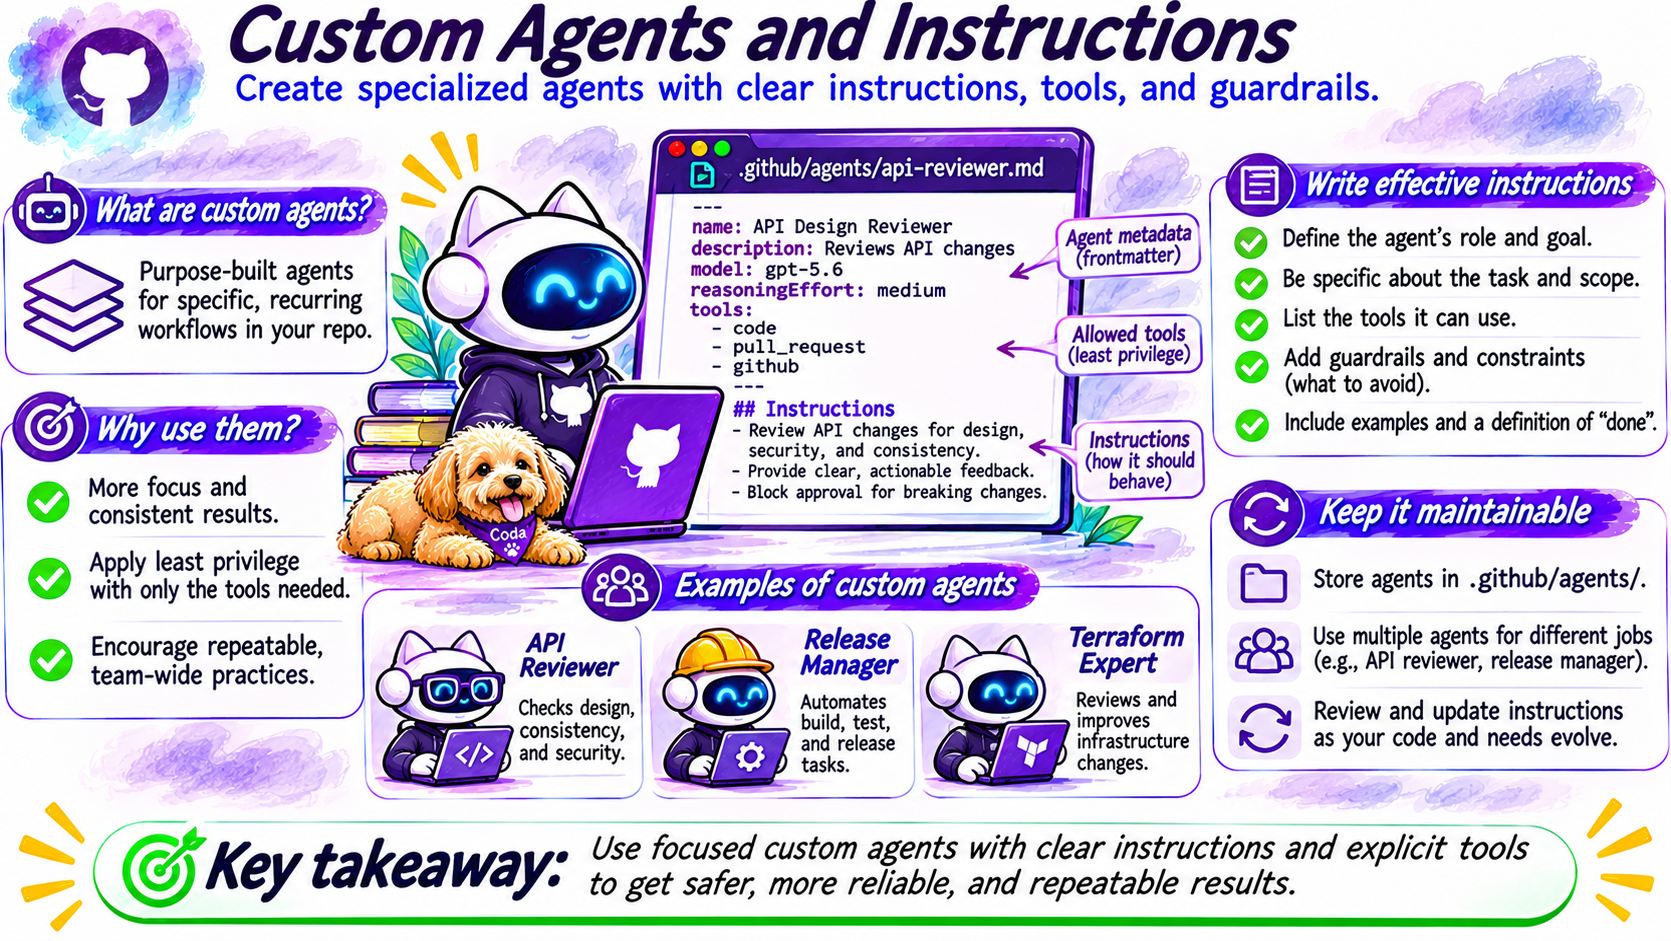 Custom Agents and Instructions
Create specialized agents with clear instructions, tools, and guardrails.
What are custom agents?
Purpose-built agents
for specific, recurring
workflows in your repo.
Why use them?
More focus and
consistent results.
Apply least privilege
with only the tools needed.
Encourage repeatable,
team-wide practices.
Coda
.github/agents/api-reviewer.md
---
name: API Design Reviewer
description: Reviews API changes
model: gpt-5.6
reasoningEffort: medium
tools:
- code
- pull_request
- github
---
## Instructions
- Review API changes for design,
security, and consistency.
- Provide clear, actionable feedback.
- Block approval for breaking changes.
Agent metadata
(frontmatter)
Allowed tools
(least privilege)
Instructions
(how it should
behave)
Examples of custom agents
API
Reviewer
Checks design,
consistency,
and security.
</>
Release
Manager
Automates
build, test,
and release
tasks.
Terraform
Expert
Reviews and
improves
infrastructure
changes.
Write effective instructions
Define the agent's role and goal.
Be specific about the task and scope.
List the tools it can use.
Add guardrails and constraints
(what to avoid).
Include examples and a definition of "done".
Keep it maintainable
Store agents in .github/agents/.
Use multiple agents for different jobs
(e.g., API reviewer, release manager).
Review and update instructions
as your code and needs evolve.
Key takeaway:
Use focused custom agents with clear instructions and explicit tools
to get safer, more reliable, and repeatable results.